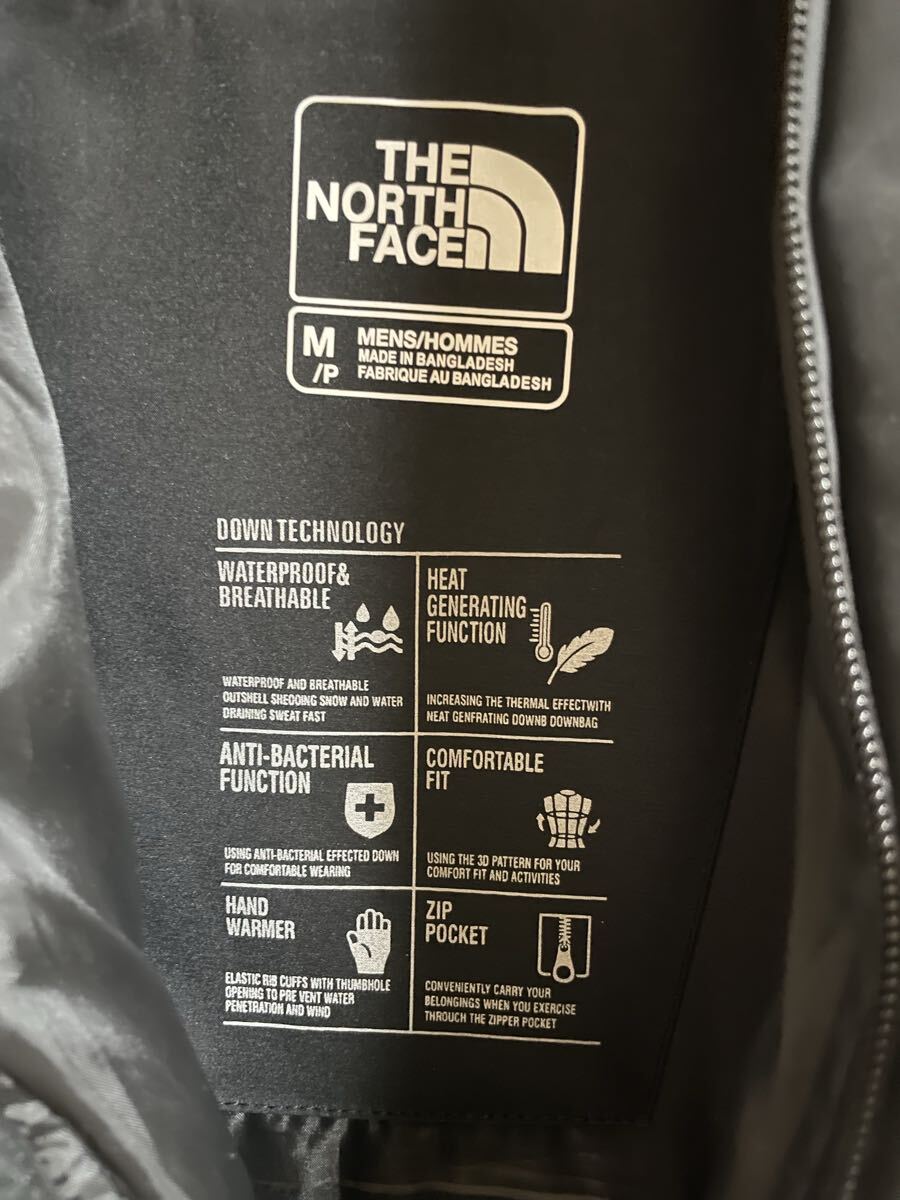 THE
NORTH
FACE
M
/P
MENS/HOMMES
MADE IN BANGLADESH
FABRIQUE AU BANGLADESH
DOWN TECHNOLOGY
WATERPROOF&
BREATHABLE
WATERPROOF AND BREATHABLE
OUTSHELL SHEDDING SNOW AND WATER
DRAINING SWEAT FAST
HEAT
GENERATING
FUNCTION
INCREASING THE THERMAL EFFECTWITH
NEAT GENFRATING DOWNB DOWNBAG
ANTI-BACTERIAL
FUNCTION
USING ANTI-BACTERIAL EFFECTED DOWN
FOR COMFORTABLE WEARING
COMFORTABLE
FIT
USING THE 3D PATTERN FOR YOUR
COMFORT FIT AND ACTIVITIES
HAND
WARMER
ELASTIC RIB CUFFS WITH THUMBHOLE
OPENING TO PRE VENT WATER
PENETRATION AND WIND
ZIP
POCKET
CONVENIENTLY CARRY YOUR
BELONGINGS WHEN YOU EXERCISE
THROUGH THE ZIPPER POCKET